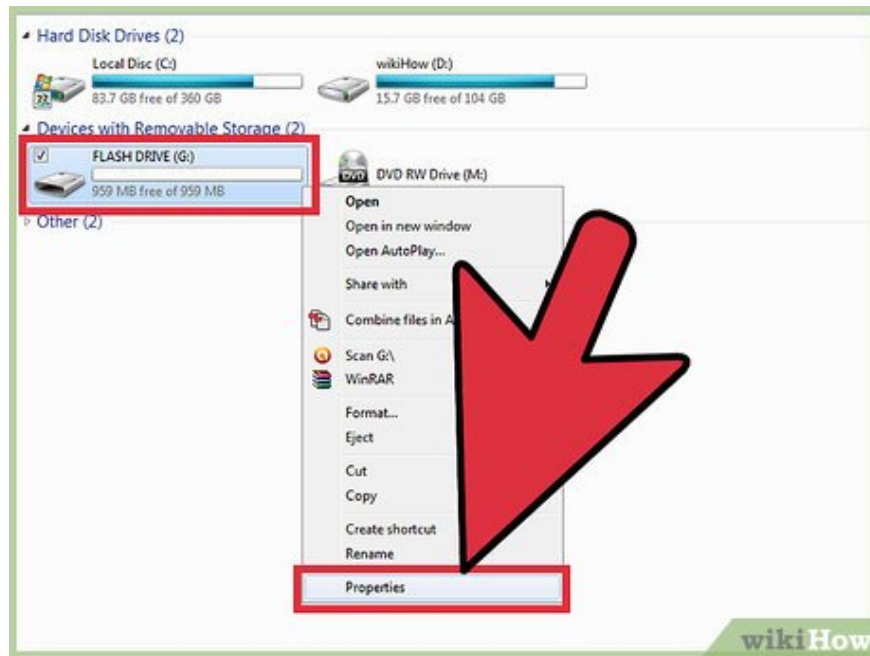 Hard Disk Drives (2)
Local Disc (C:)
83.7 GB free of 360 GB
wikiHow (D:)
15.7 GB free of 104 GB
Devices with Removable Storage (2)
FLASH DRIVE (G:)
959 MB free of 959 MB
DVD
DVD RW Drive (M:)
Other (2)
Open
Open in new window
Open AutoPlay...
Share with
Combine files in A
Scan G:\
WinRAR
Format...
Eject
Cut
Copy
Create shortcut
Rename
Properties
wikiHow